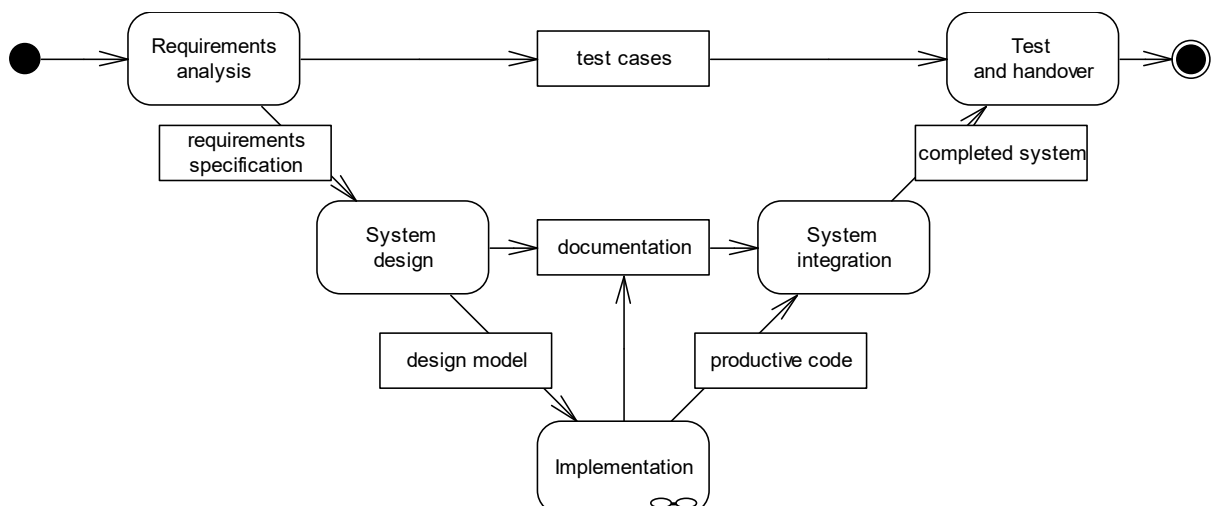 Requirements
analysis
test cases
Test
and handover
requirements
specification
completed system
System
design
documentation
System
integration
design model
productive code
Implementation